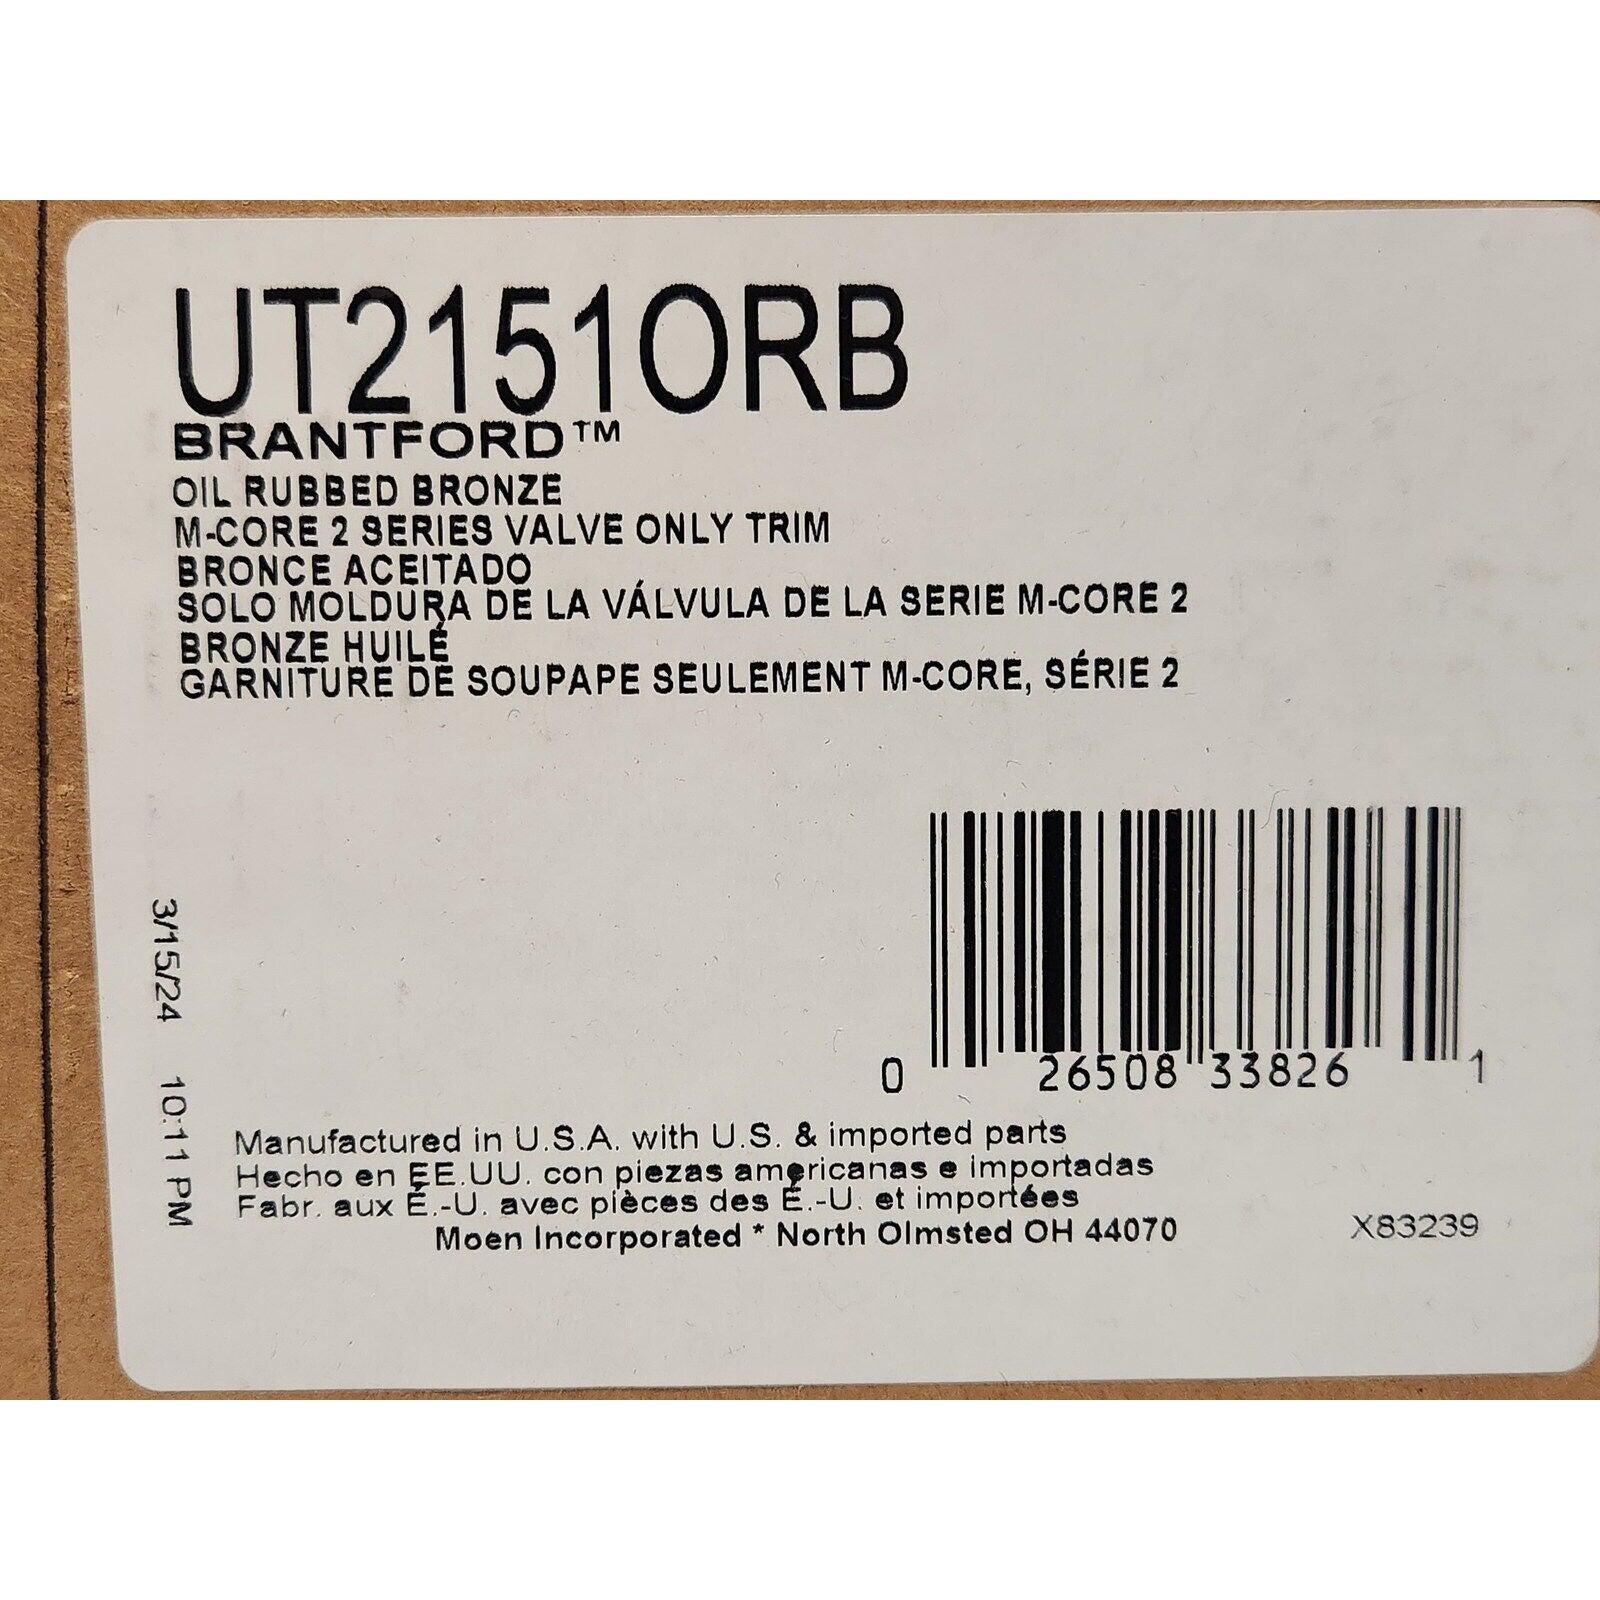 UT2151ORB
BRANTFORD™
OIL RUBBED BRONZE
M-CORE 2 SERIES VALVE ONLY TRIM
BRONCE ACEITADO
SOLO MOLDURA DE LA VÁLVULA DE LA SERIE M-CORE 2
BRONZE HUILÉ
GARNITURE DE SOUPAPE SEULEMENT M-CORE, SÉRIE 2
3/15/24 10:11 PM
0 26508 33826 1
Manufactured in U.S.A. with U.S. & imported parts
Hecho en EE.UU. con piezas americanas e importadas
Fabr. aux É.-U. avec pièces des É.-U. et importées
Moen Incorporated * North Olmsted OH 44070
X83239